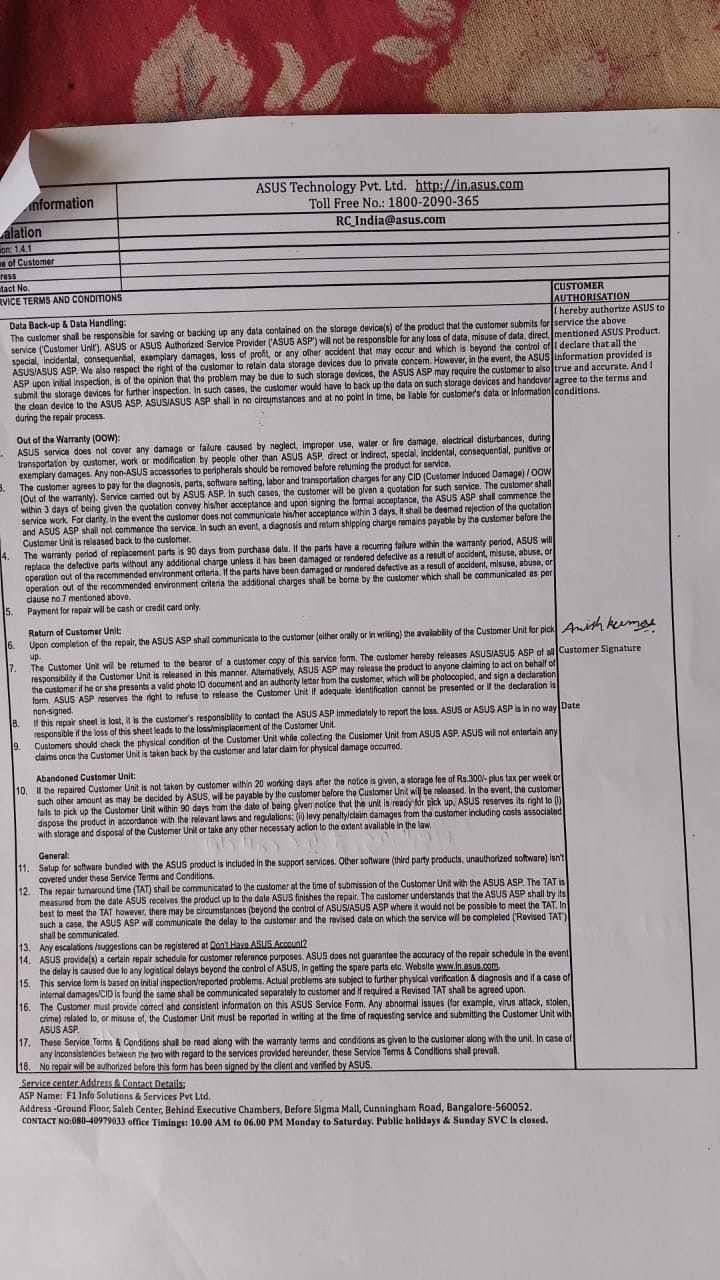 ASUS Technology Pvt. Ltd. http://in.asus.com
Information
Toll Free No.: 1800-2090-365
RC_India@asus.com
alation
on: 1.4.1
e of Customer
ress
tact No.
RVICE TERMS AND CONDITIONS
CUSTOMER
AUTHORISATION
I hereby authorize ASUS to
service the above
mentioned ASUS Product.
I declare that all the
information provided is
true and accurate. And I
agree to the terms and
conditions.
Data Back-up & Data Handling:
The customer shall be responsible for saving or backing up any data contained on the storage device(s) of the product that the customer submits for
service ('Customer Unit'). ASUS or ASUS Authorized Service Provider ('ASUS ASP') will not be responsible for any loss of data, misuse of data, direct,
special, incidental, consequential, exemplary damages, loss of profit, or any other accident that may occur and which is beyond the control of
ASUS/ASUS ASP. We also respect the right of the customer to retain data storage devices due to private concern. However, in the event, the ASUS
ASP upon initial inspection, is of the opinion that the problem may be due to such storage devices, the ASUS ASP may require the customer to also
submit the storage devices for further inspection. In such cases, the customer would have to back up the data on such storage devices and handover
the clean device to the ASUS ASP. ASUS/ASUS ASP shall in no circumstances and at no point in time, be liable for customer's data or information
during the repair process.
Out of the Warranty (OOW):
ASUS service does not cover any damage or failure caused by neglect, improper use, water or fire damage, electrical disturbances, during
transportation by customer, work or modification by people other than ASUS ASP, direct or indirect, special, incidental, consequential, punitive or
exemplary damages. Any non-ASUS accessories to peripherals should be removed before returning the product for service.
3. The customer agrees to pay for the diagnosis, parts, software setting, labor and transportation charges for any CID (Customer Induced Damage) / OOW
(Out of the warranty). Service carried out by ASUS ASP. In such cases, the customer will be given a quotation for such service. The customer shall
within 3 days of being given the quotation convey his/her acceptance and upon signing the formal acceptance, the ASUS ASP shall commence the
service work. For clarity, in the event the customer does not communicate his/her acceptance within 3 days, it shall be deemed rejection of the quotation
and ASUS ASP shall not commence the service. In such an event, a diagnosis and return shipping charge remains payable by the customer before the
Customer Unit is released back to the customer.
4. The warranty period of replacement parts is 90 days from purchase date. If the parts have a recurring failure within the warranty period, ASUS will
replace the defective parts without any additional charge unless it has been damaged or rendered defective as a result of accident, misuse, abuse, or
operation out of the recommended environment criteria. If the parts have been damaged or rendered defective as a result of accident, misuse, abuse, or
operation out of the recommended environment criteria the additional charges shall be borne by the customer which shall be communicated as per
clause no.7 mentioned above.
5. Payment for repair will be cash or credit card only.
Return of Customer Unit:
6. Upon completion of the repair, the ASUS ASP shall communicate to the customer (either orally or in writing) the availability of the Customer Unit for pick
up.
Anish kumar
Customer Signature
7. The Customer Unit will be returned to the bearer of a customer copy of this service form. The customer hereby releases ASUS/ASUS ASP of all
responsibility if the Customer Unit is released in this manner. Alternatively, ASUS ASP may release the product to anyone claiming to act on behalf of
the customer if he or she presents a valid photo ID document and an authority letter from the customer, which will be photocopied, and sign a declaration
form. ASUS ASP reserves the right to refuse to release the Customer Unit if adequate identification cannot be presented or if the declaration is
non-signed.
8. If this repair sheet is lost, it is the customer's responsibility to contact the ASUS ASP immediately to report the loss. ASUS or ASUS ASP is in no way
responsible if the loss of this sheet leads to the loss/misplacement of the Customer Unit.
Date
9. Customers should check the physical condition of the Customer Unit while collecting the Customer Unit from ASUS ASP. ASUS will not entertain any
claims once the Customer Unit is taken back by the customer and later claim for physical damage occurred.
Abandoned Customer Unit:
10. If the repaired Customer Unit is not taken by customer within 20 working days after the notice is given, a storage fee of Rs.300/- plus tax per week or
such other amount as may be decided by ASUS, will be payable by the customer before the Customer Unit will be released. In the event, the customer
fails to pick up the Customer Unit within 90 days from the date of being given notice that the unit is ready for pick up, ASUS reserves its right to (i)
dispose the product in accordance with the relevant laws and regulations; (ii) levy penalty/claim damages from the customer including costs associated
with storage and disposal of the Customer Unit or take any other necessary action to the extent available in the law.
General:
11. Setup for software bundled with the ASUS product is included in the support services. Other software (third party products, unauthorized software) isn't
covered under these Service Terms and Conditions.
12. The repair turnaround time (TAT) shall be communicated to the customer at the time of submission of the Customer Unit with the ASUS ASP. The TAT is
measured from the date ASUS receives the product up to the date ASUS finishes the repair. The customer understands that the ASUS ASP shall try its
best to meet the TAT however, there may be circumstances (beyond the control of ASUS/ASUS ASP where it would not be possible to meet the TAT. In
such a case, the ASUS ASP will communicate the delay to the customer and the revised date on which the service will be completed ('Revised TAT')
shall be communicated.
13. Any escalations /suggestions can be registered at Don't Have ASUS Account?
14. ASUS provide(s) a certain repair schedule for customer reference purposes. ASUS does not guarantee the accuracy of the repair schedule in the event
the delay is caused due to any logistical delays beyond the control of ASUS, in getting the spare parts etc. Website www.in.asus.com.
15. This service form is based on initial inspection/reported problems. Actual problems are subject to further physical verification & diagnosis and if a case of
internal damages/CID is found the same shall be communicated separately to customer and if required a Revised TAT shall be agreed upon.
16. The Customer must provide correct and consistent information on this ASUS Service Form. Any abnormal issues (for example, virus attack, stolen,
crime) related to, or misuse of, the Customer Unit must be reported in writing at the time of requesting service and submitting the Customer Unit with
ASUS ASP.
17. These Service Terms & Conditions shall be read along with the warranty terms and conditions as given to the customer along with the unit. In case of
any inconsistencies between the two with regard to the services provided hereunder, these Service Terms & Conditions shall prevail.
18. No repair will be authorized before this form has been signed by the client and verified by ASUS.
Service center Address & Contact Details:
ASP Name: F1 Info Solutions & Services Pvt Ltd.
Address -Ground Floor, Saleh Center, Behind Executive Chambers, Before Sigma Mall, Cunningham Road, Bangalore-560052.
CONTACT NO:080-40979033 office Timings: 10.00 AM to 06.00 PM Monday to Saturday. Public holidays & Sunday SVC is closed.